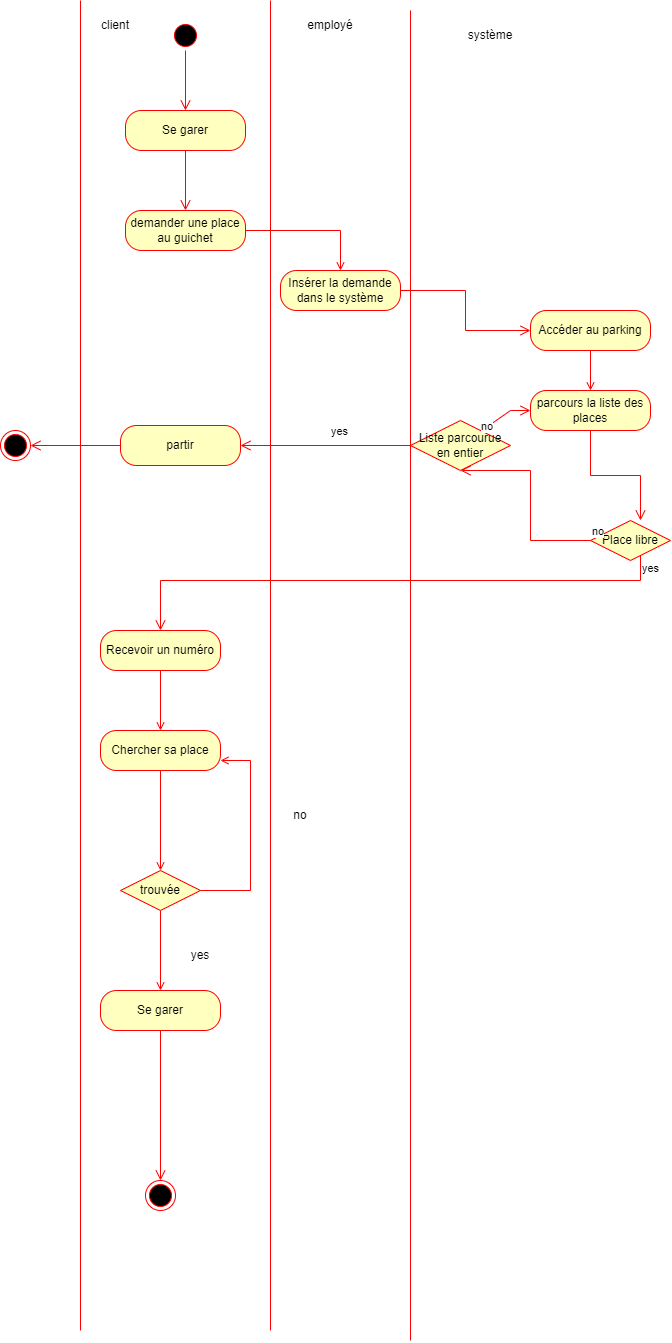 client
employé
système
Se garer
demander une place
au guichet
Insérer la demande
dans le système
Accéder au parking
parcours la liste des
places
no
yes
Liste parcourue
en entier
partir
no
Place libre
yes
Recevoir un numéro
Chercher sa place
no
trouvée
yes
Se garer